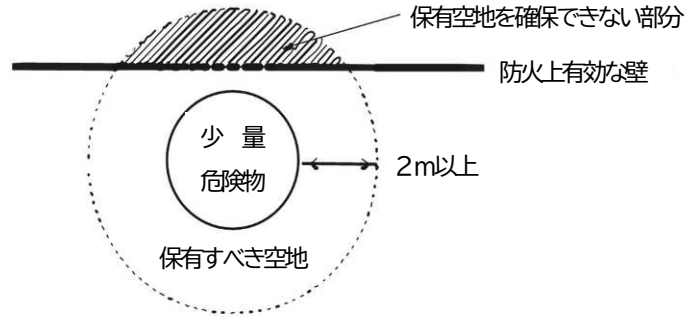 保有空地を確保できない部分
防火上有効な壁
少量
危険物
2m以上
保有すべき空地